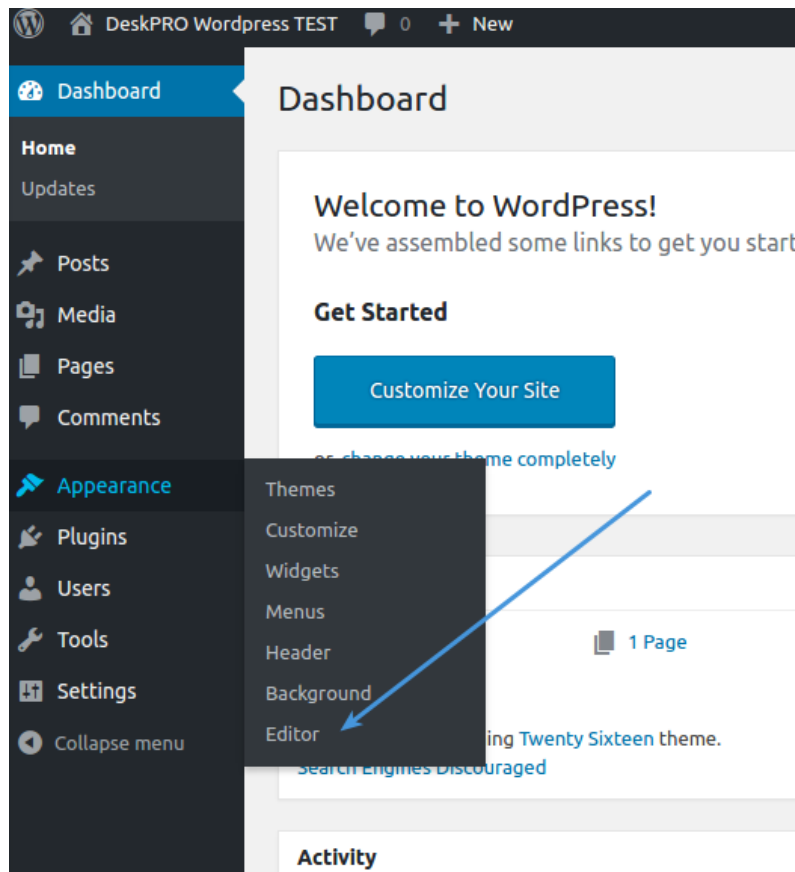 DeskPRO Wordpress TEST 0 New
Dashboard
Home
Updates
Posts
Media
Pages
Comments
Appearance
Plugins
Users
Tools
Settings
Collapse menu
Themes
Customize
Widgets
Menus
Header
Background
Editor
Dashboard
Welcome to WordPress!
We've assembled some links to get you start
Get Started
Customize Your Site
or, change your theme completely
1 Page
ing Twenty Sixteen theme.
Search Engines Discouraged
Activity